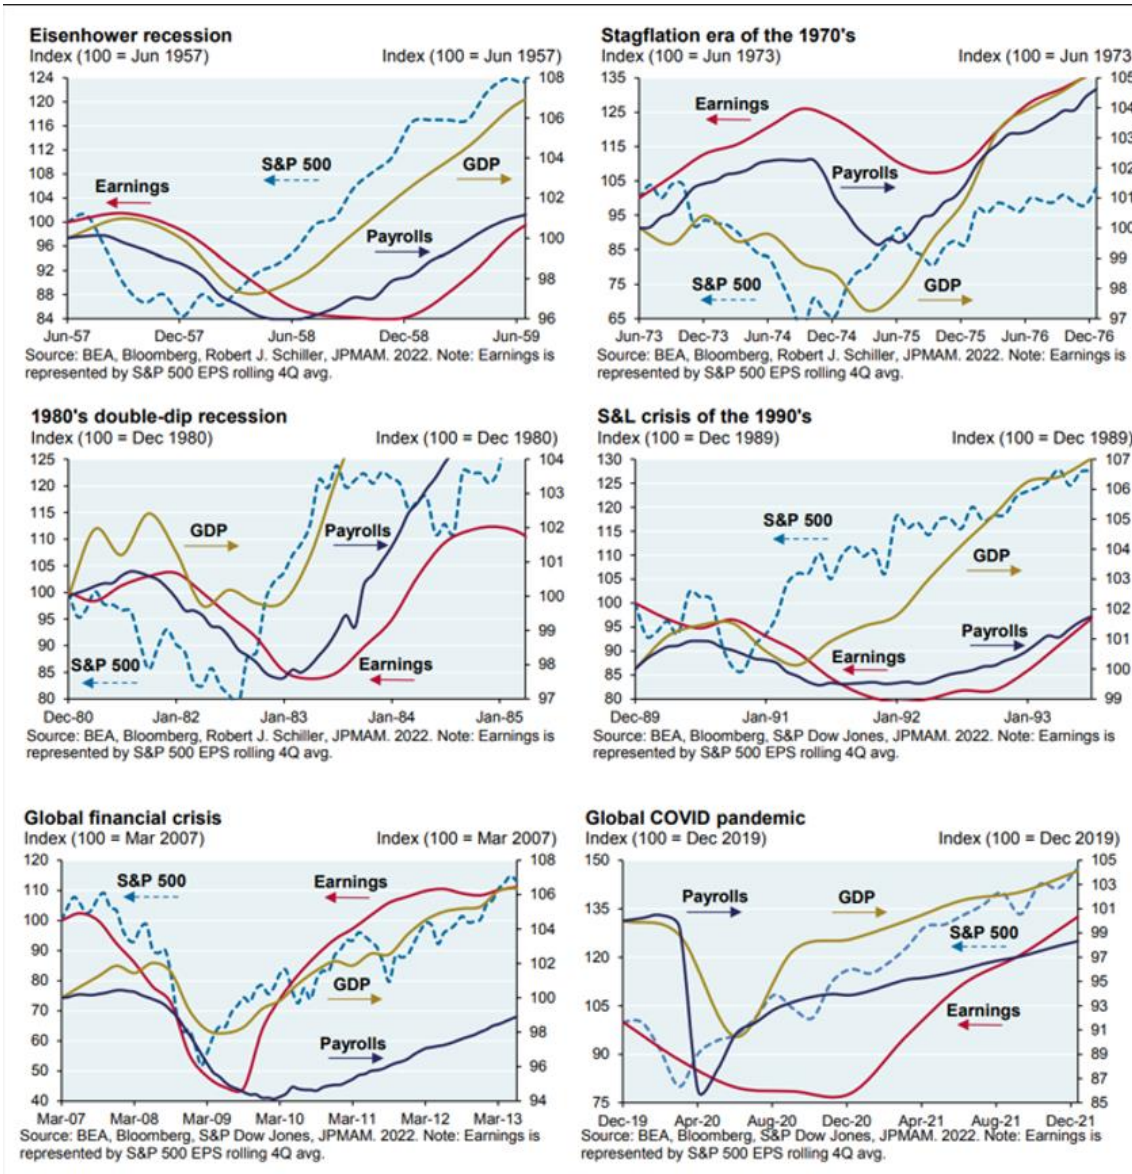 Eisenhower recession
Index (100 = Jun 1957) Index (100 = Jun 1957)
124 108
120
116 106
112
108 104
104
100 102
96 100
92 98
88
84 96
S&P 500
GDP
Earnings
Payrolls
Jun-57 Dec-57 Jun-58 Dec-58 Jun-59
Source: BEA, Bloomberg, Robert J. Schiller, JPMAM. 2022. Note: Earnings is
represented by S&P 500 EPS rolling 4Q avg.
Stagflation era of the 1970's
Index (100 = Jun 1973) Index (100 = Jun 1973
135 105
125 104
115 103
105 102
95 101
85 100
75 99
65 98
97
Earnings
Payrolls
S&P 500
GDP
Jun-73 Dec-73 Jun-74 Dec-74 Jun-75 Dec-75 Jun-76 Dec-76
Source: BEA, Bloomberg, Robert J. Schiller, JPMAM. 2022. Note: Earnings is
represented by S&P 500 EPS rolling 4Q avg.
1980's double-dip recession
Index (100 = Dec 1980) Index (100 = Dec 1980)
125 104
120 103
115 102
110 101
105 100
100 99
95 98
90 97
85
80
GDP
Payrolls
S&P 500
Earnings
Dec-80 Jan-82 Jan-83 Jan-84 Jan-85
Source: BEA, Bloomberg, Robert J. Schiller, JPMAM. 2022. Note: Earnings is
represented by S&P 500 EPS rolling 4Q avg.
S&L crisis of the 1990's
Index (100 = Dec 1989) Index (100 = Dec 1989)
130 107
125 106
120 105
115 104
110 103
105 102
100 101
95 100
90 99
85
80
S&P 500
GDP
Payrolls
Earnings
Dec-89 Jan-91 Jan-92 Jan-93
Source: BEA, Bloomberg, S&P Dow Jones, JPMAM. 2022. Note: Earnings is
represented by S&P 500 EPS rolling 4Q avg.
Global financial crisis
Index (100 = Mar 2007) Index (100 = Mar 2007)
120 108
110 106
100 104
90 102
80 100
70 98
60 96
50 94
40
S&P 500
Earnings
GDP
Payrolls
Mar-07 Mar-08 Mar-09 Mar-10 Mar-11 Mar-12 Mar-13
Source: BEA, Bloomberg, S&P Dow Jones, JPMAM. 2022. Note: Earnings is
represented by S&P 500 EPS rolling 4Q avg.
Global COVID pandemic
Index (100 = Dec 2019) Index (100 = Dec 2019)
150 105
135 103
120 101
105 99
90 97
75 95
93
91
89
87
85
Payrolls
GDP
S&P 500
Earnings
Dec-19 Apr-20 Aug-20 Dec-20 Apr-21 Aug-21 Dec-21
Source: BEA, Bloomberg, S&P Dow Jones, JPMAM. 2022. Note: Earnings is
represented by S&P 500 EPS rolling 4Q avg.